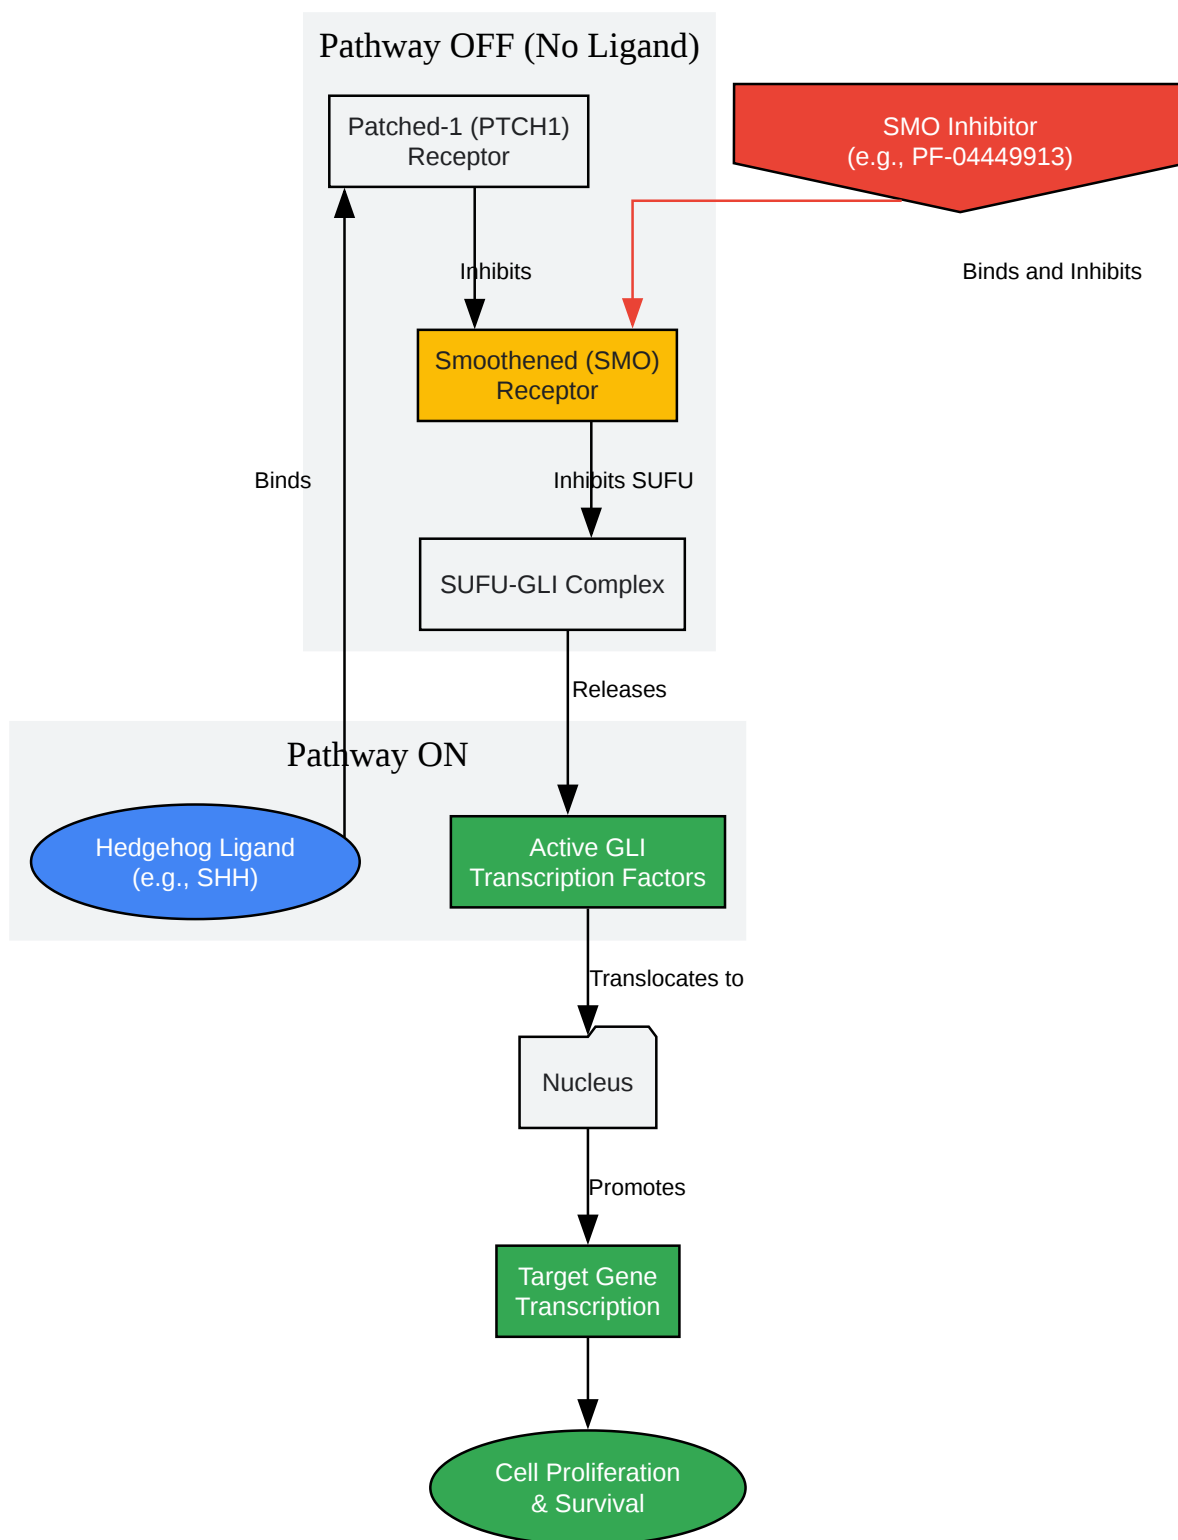 Pathway OFF (No Ligand)
Patched-1 (PTCH1)
Receptor
SMO Inhibitor
(e.g., PF-04449913)
Inhibits
Binds and Inhibits
Smoothened (SMO)
Receptor
Binds
Inhibits SUFU
SUFU-GLI Complex
Releases
Pathway ON
Hedgehog Ligand
(e.g., SHH)
Active GLI
Transcription Factors
Translocates to
Nucleus
Promotes
Target Gene
Transcription
Cell Proliferation
& Survival